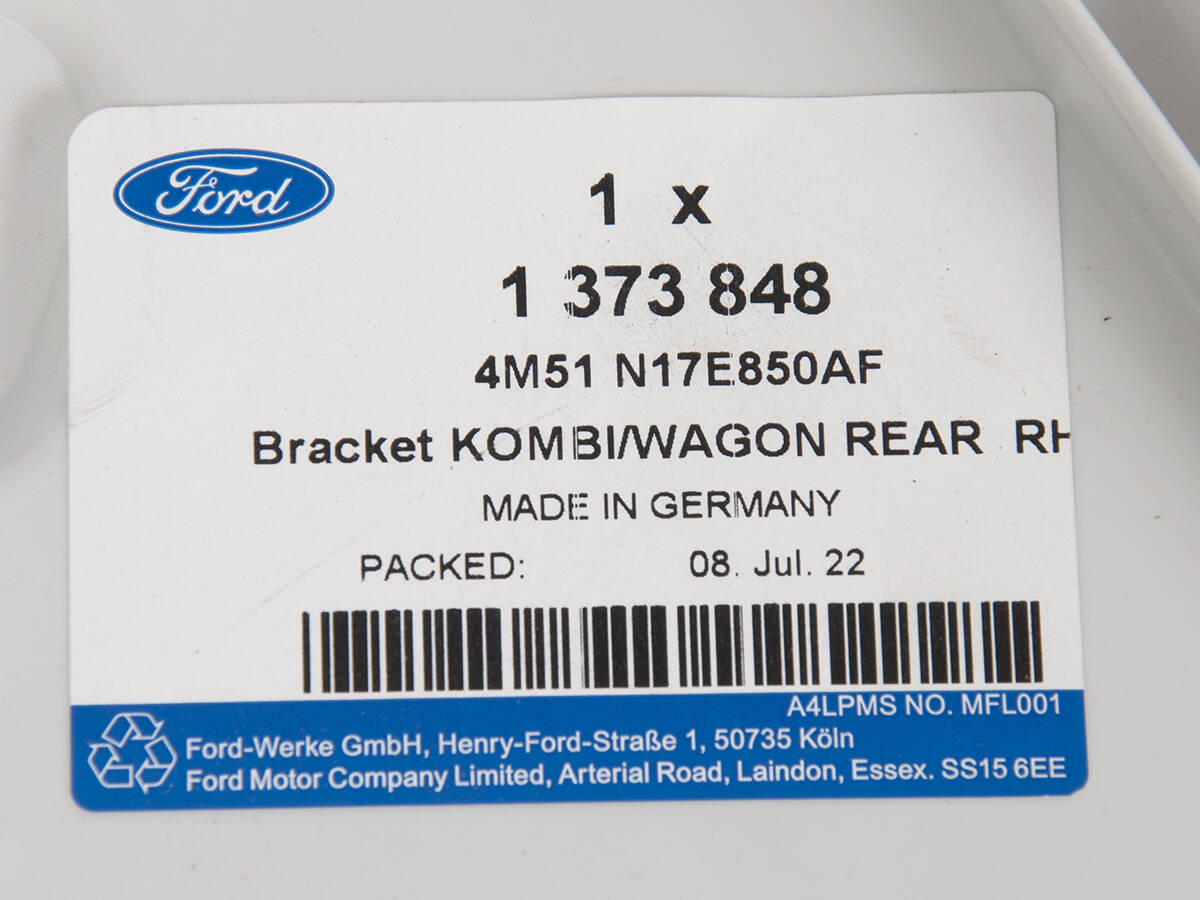 Ford
1 x
1 373 848
4M51 N17E850AF
Bracket KOMBI/WAGON REAR RH
MADE IN GERMANY
PACKED: 08. Jul. 22
A4LPMS NO. MFL001
Ford-Werke GmbH, Henry-Ford-Straße 1, 50735 Köln
Ford Motor Company Limited, Arterial Road, Laindon, Essex. SS15 6EE